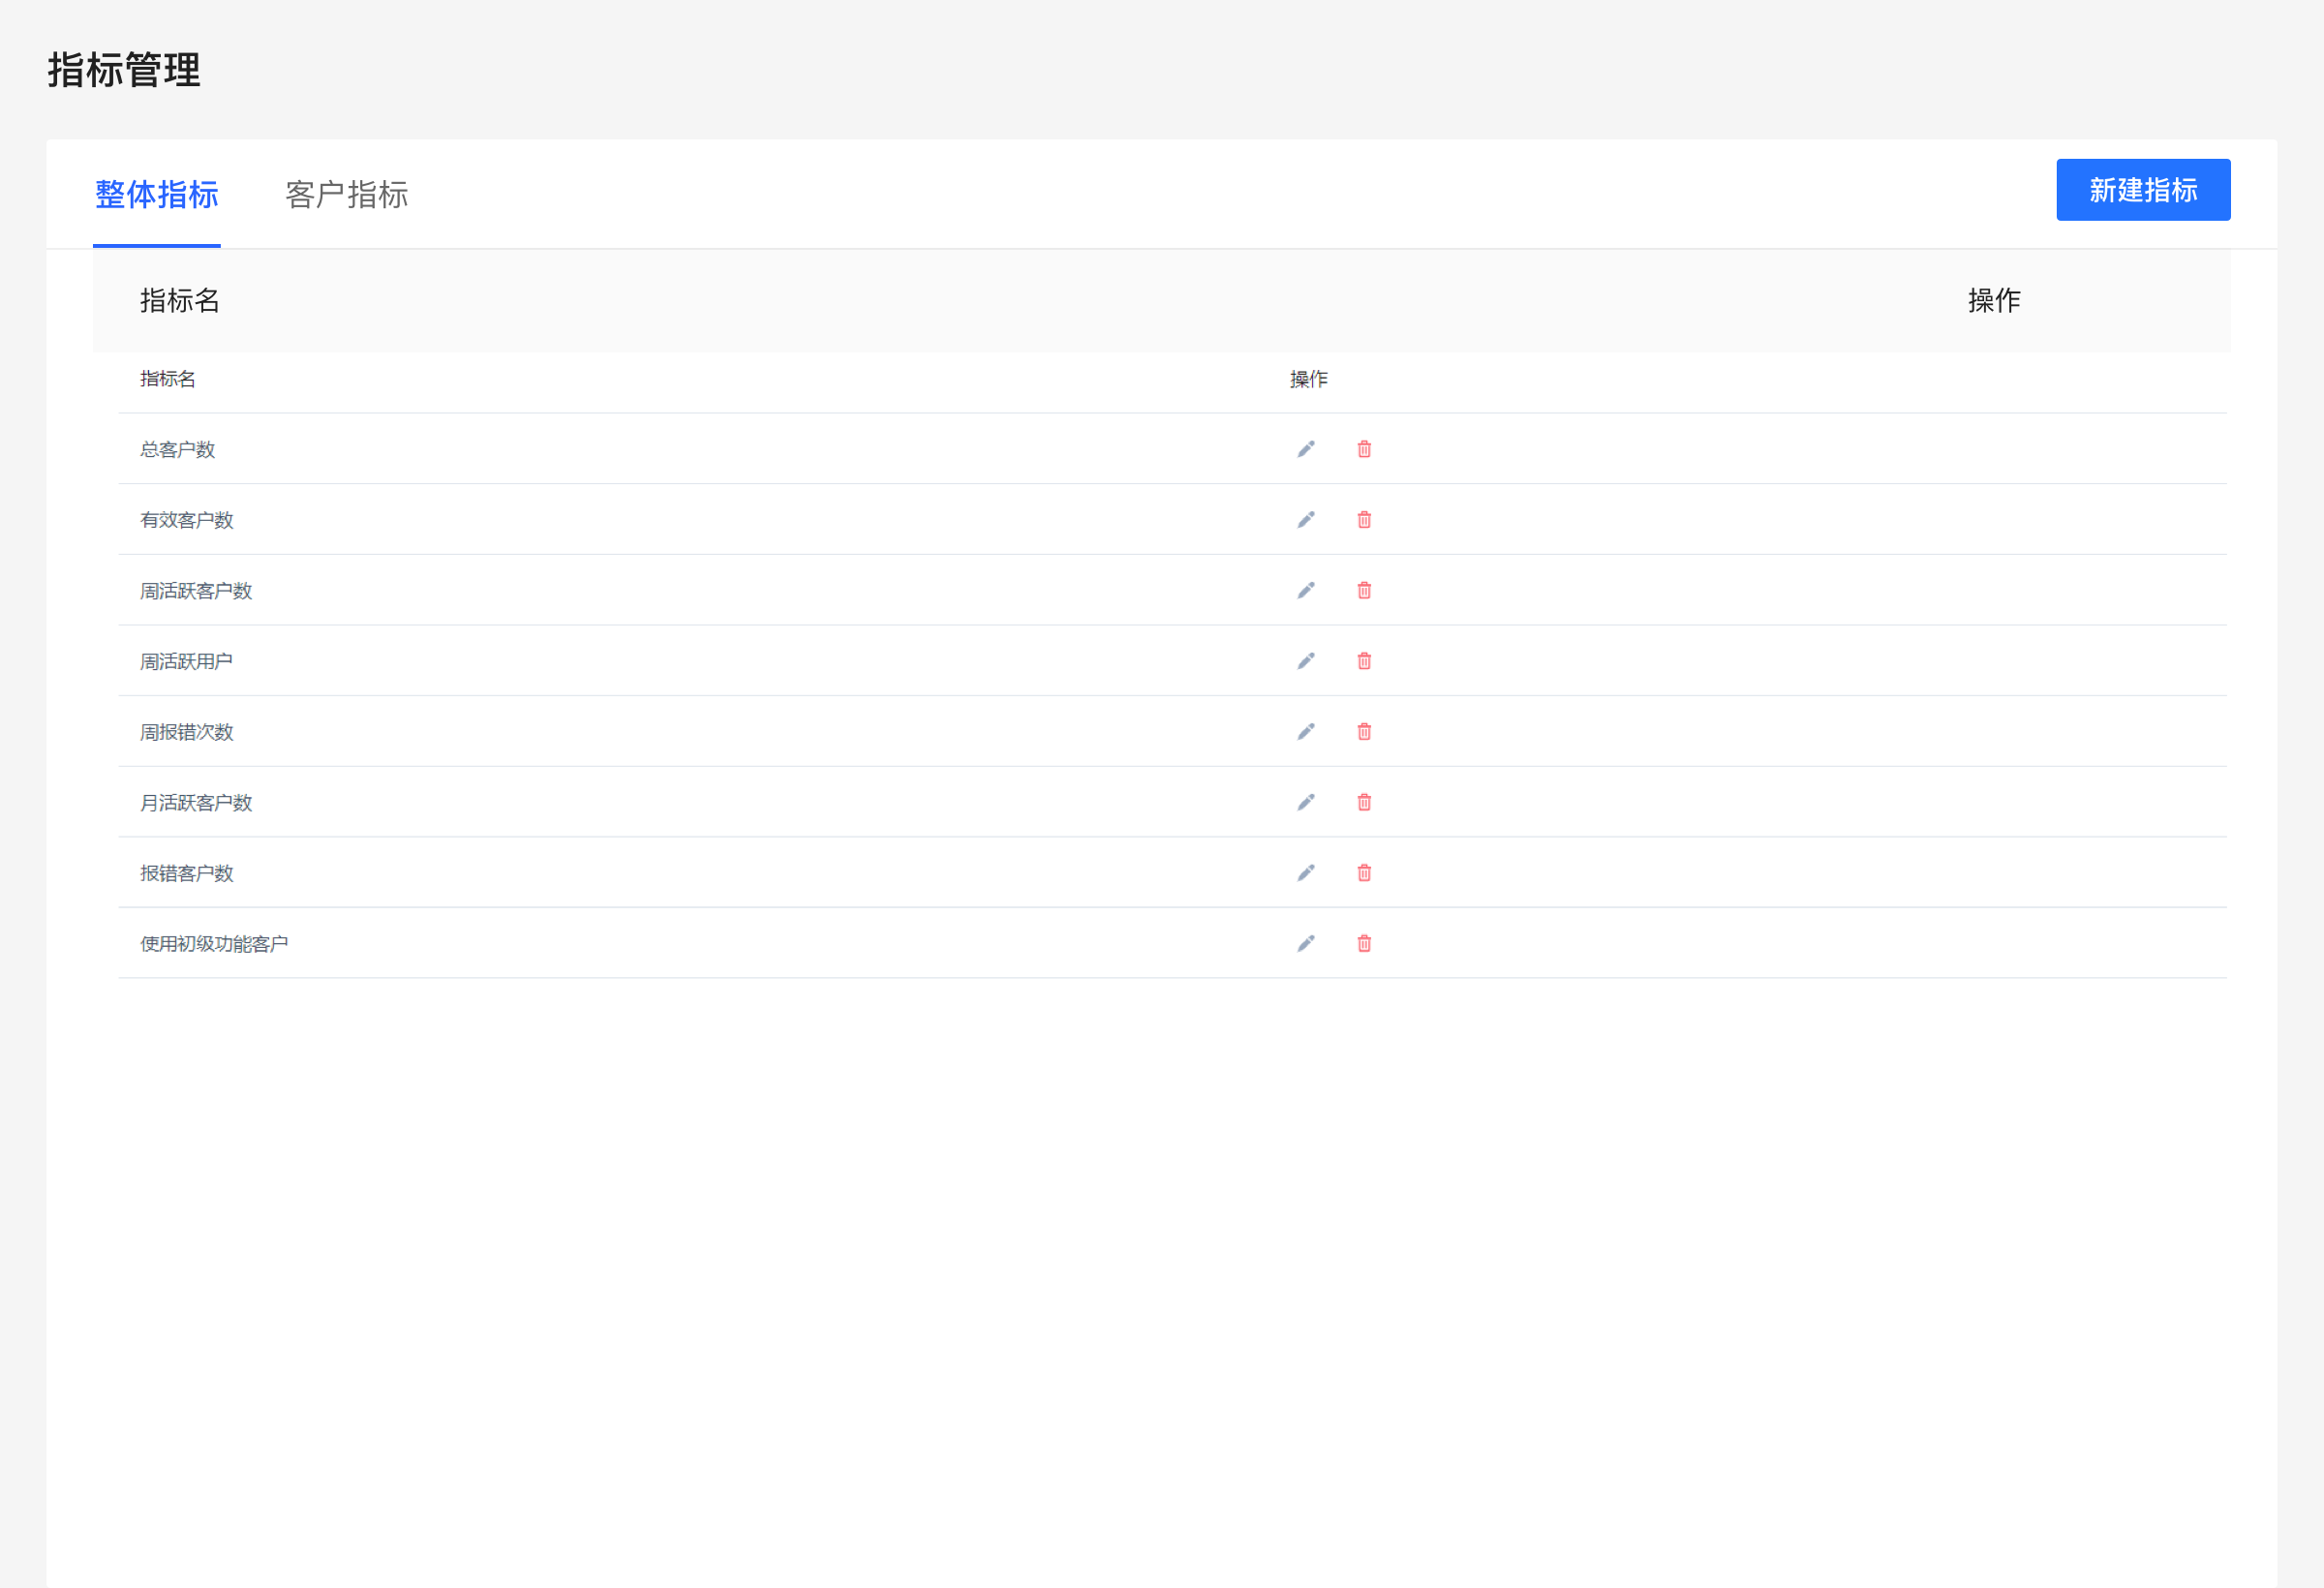 指标管理
整体指标 客户指标 新建指标
指标名 操作
指标名 操作
总客户数
有效客户数
周活跃客户数
周活跃用户
周报错次数
月活跃客户数
报错客户数
使用初级功能客户